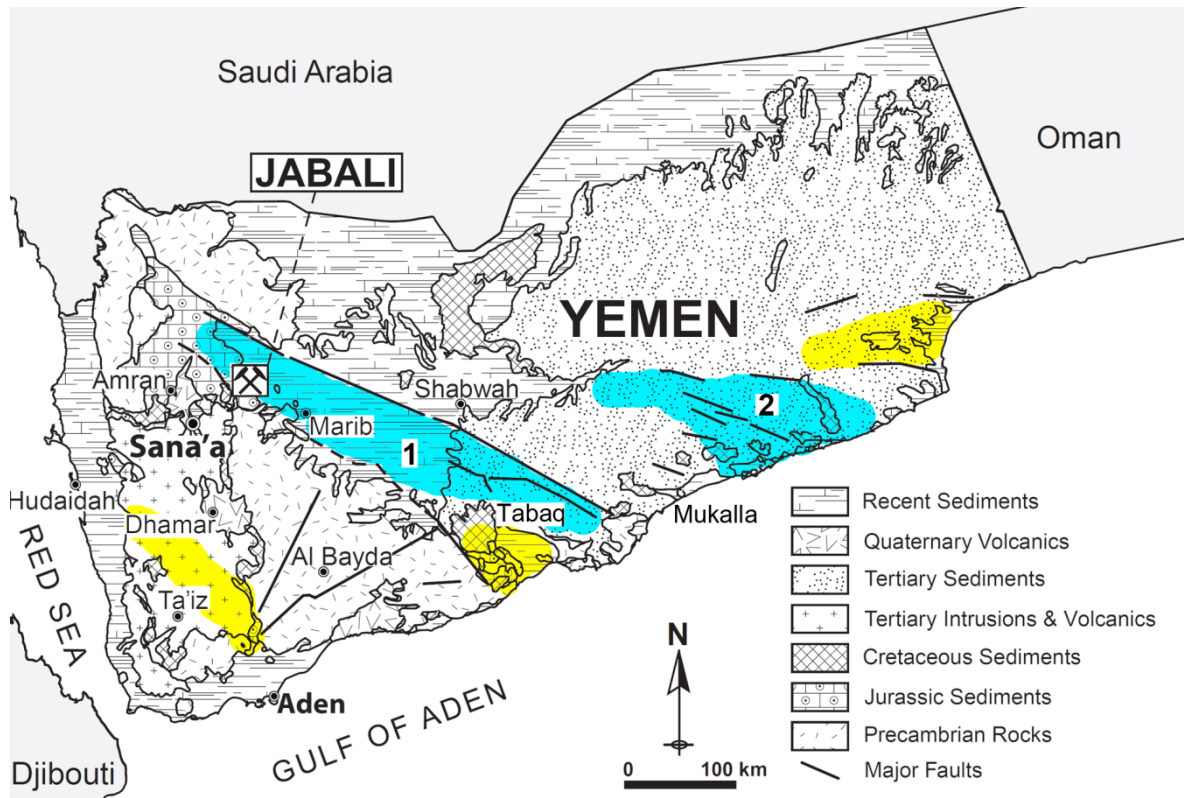 Saudi Arabia
Oman
JABALI
YEMEN
Amran
Shabwah
Marib
Sana’a
1
2
Hudaidah
Dhamar
Tabaq
Mukalla
Al Bayda
Ta'iz
RED SEA
Aden
GULF OF ADEN
Djibouti
N
0 100 km
Recent Sediments
Quaternary Volcanics
Tertiary Sediments
Tertiary Intrusions & Volcanics
Cretaceous Sediments
Jurassic Sediments
Precambrian Rocks
Major Faults